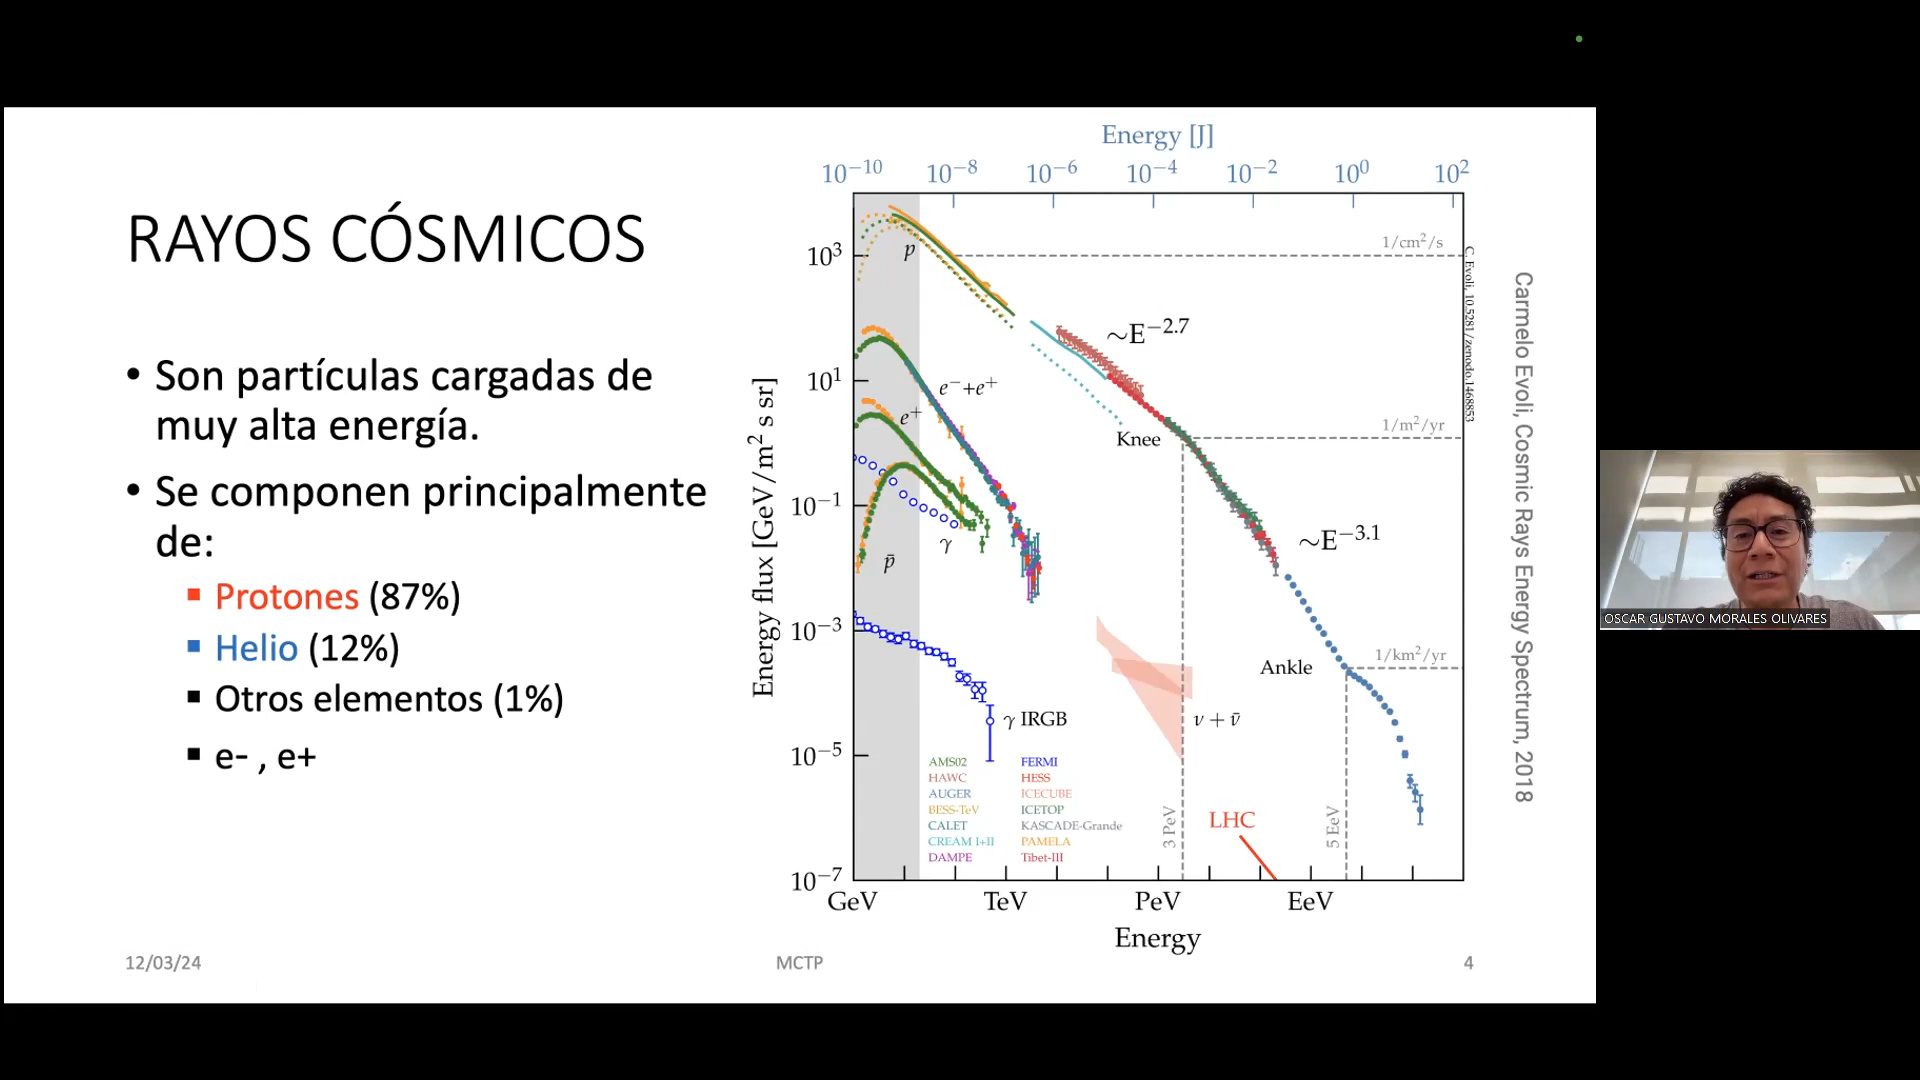 RAYOS CÓSMICOS
• Son partículas cargadas de
muy alta energía.
• Se componen principalmente
de:
▪ Protones (87%)
▪ Helio (12%)
▪ Otros elementos (1%)
▪ e- , e+
12/03/24
MCTP
4
Energy [J]
10⁻¹⁰ 10⁻⁸ 10⁻⁶ 10⁻⁴ 10⁻² 10⁰ 10²
Energy flux [GeV/m² s sr]
10³
10¹
10⁻¹
10⁻³
10⁻⁵
10⁻⁷
1/cm²/s
p
~E⁻²·⁷
e⁻+e⁺
e⁺
1/m²/yr
Knee
~E⁻³·¹
γ
p̄
1/km²/yr
Ankle
γ IRGB
ν + ν̄
AMS02
HAWC
AUGER
BESS-TeV
CALET
CREAM I+II
DAMPE
FERMI
HESS
ICECUBE
ICETOP
KASCADE-Grande
PAMELA
Tibet-III
3 PeV
LHC
5 EeV
GeV TeV PeV EeV
Energy
C. Evoli, 10.5281/zenodo.1468853
Carmelo Evoli, Cosmic Rays Energy Spectrum, 2018
OSCAR GUSTAVO MORALES OLIVARES